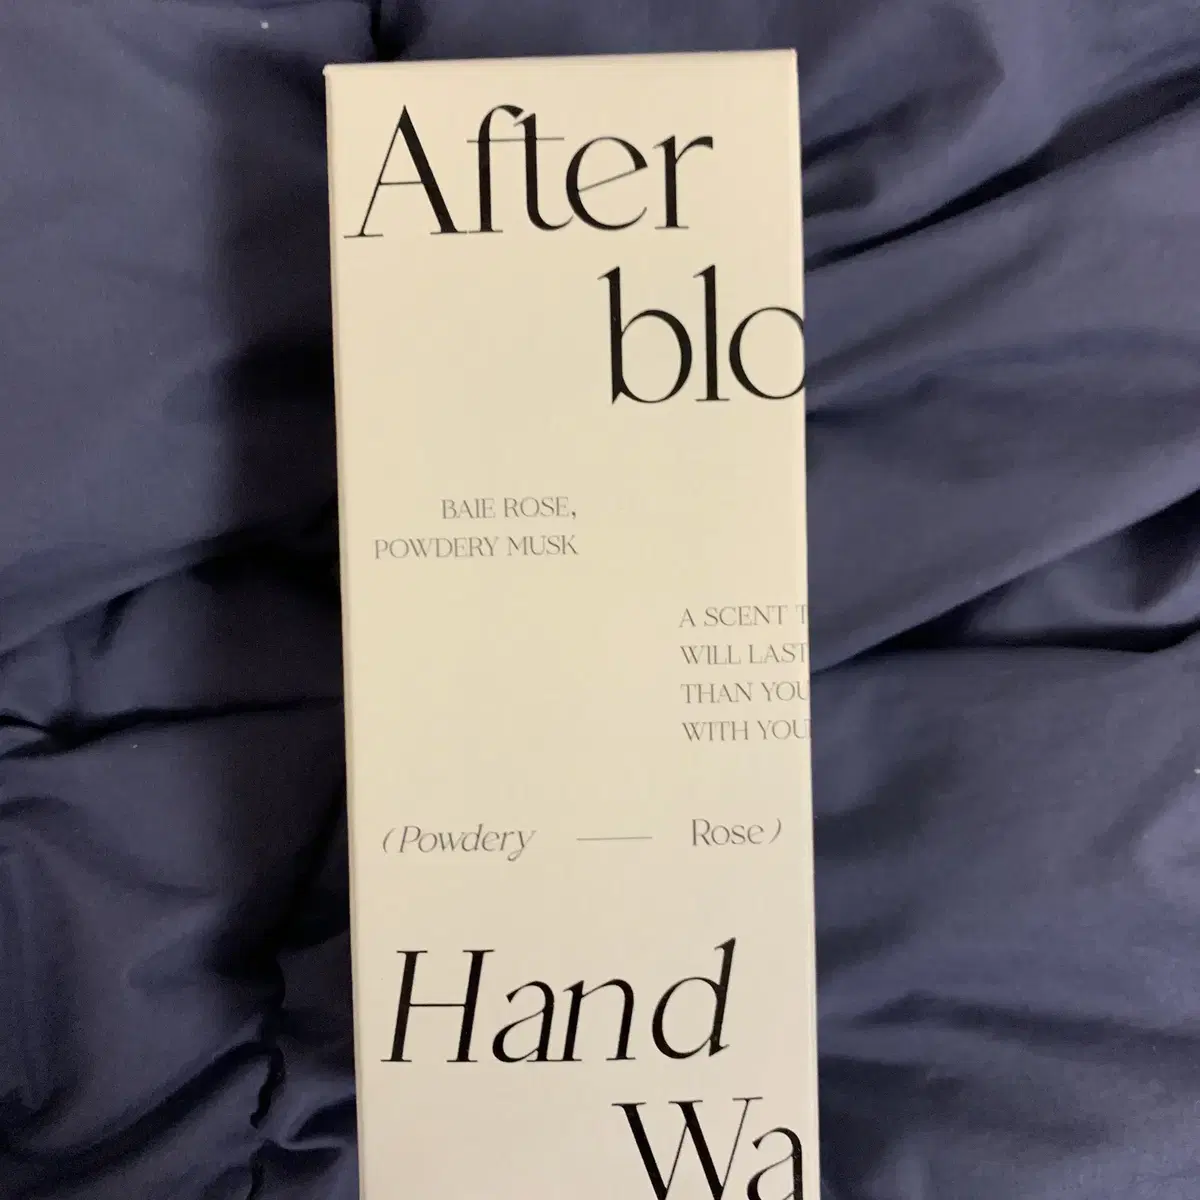 After
blo
BAIE ROSE,
POWDERY MUSK
A SCENT T
WILL LAST
THAN YOU
WITH YOU
(Powdery — Rose)
Hand
Wa